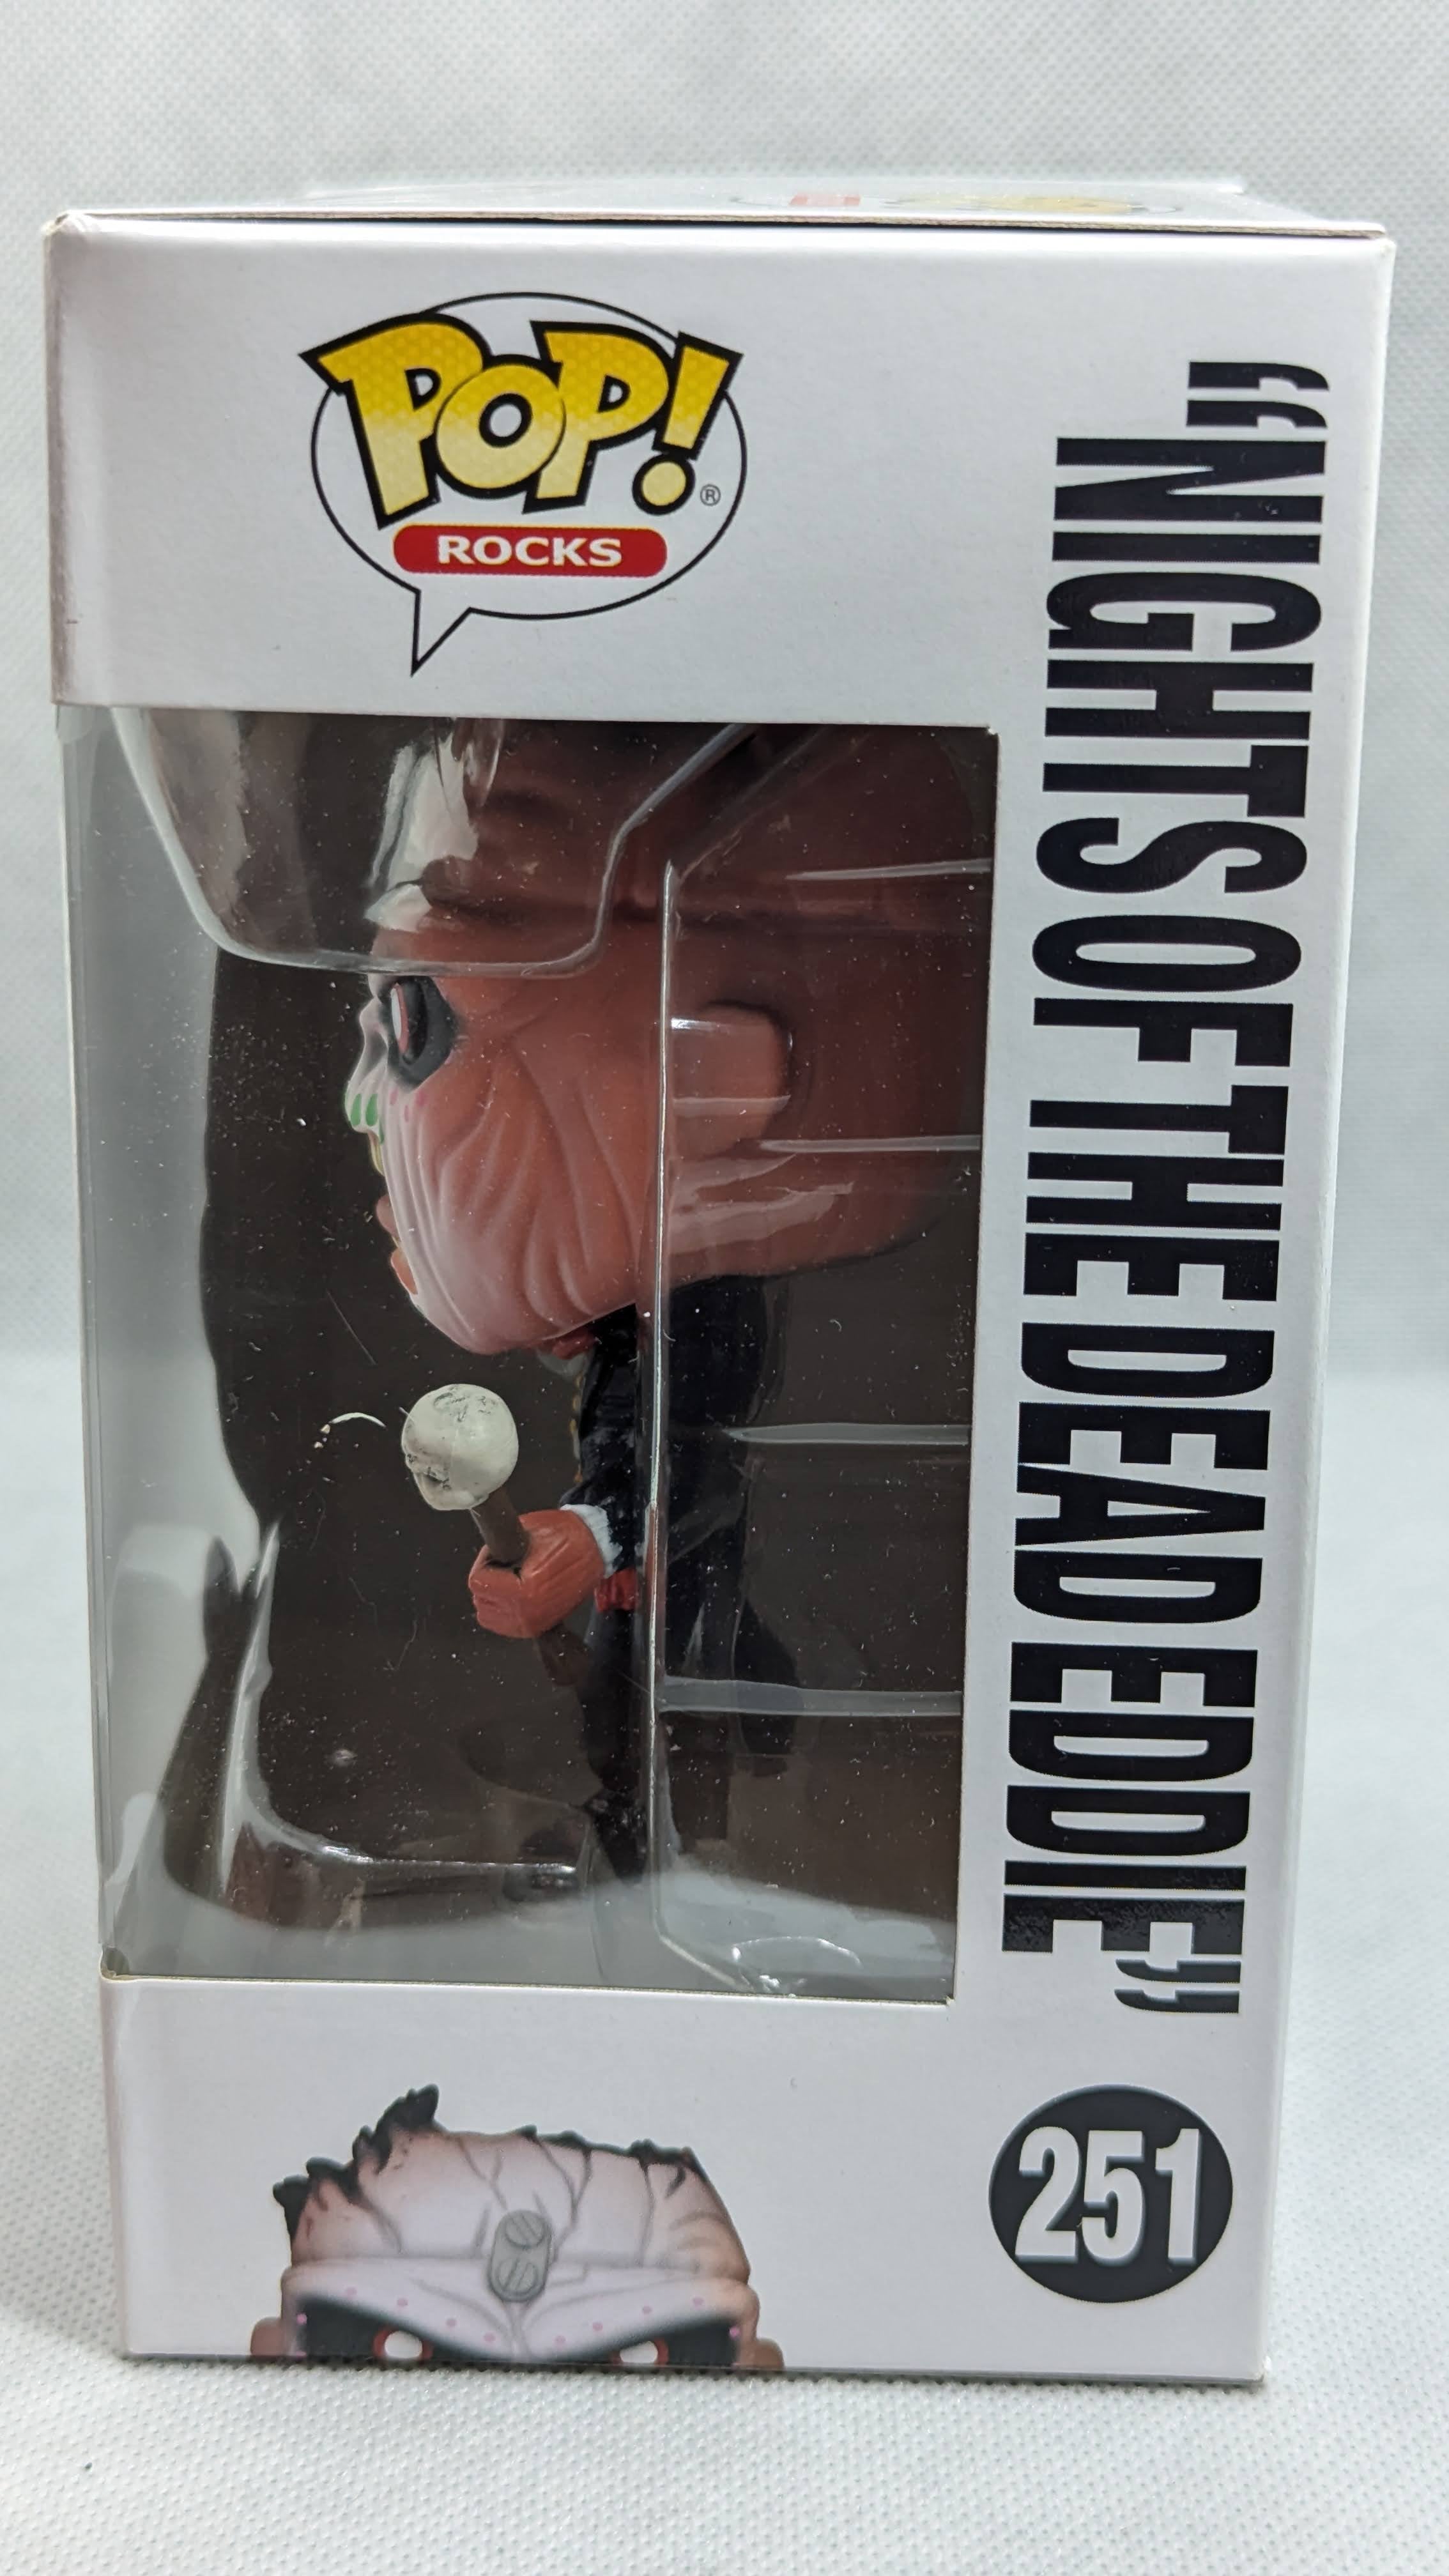 POP!®
ROCKS
“NIGHTS OF THE DEAD EDDIE”
251